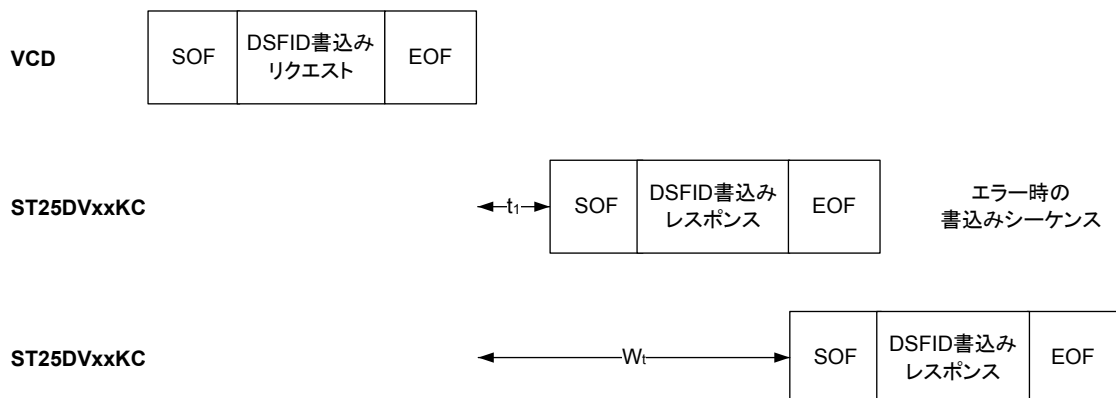 VCD
SOF
DSFID書込み
リクエスト
EOF
ST25DVxxKC
t1
SOF
DSFID書込み
レスポンス
EOF
エラー時の
書込みシーケンス
ST25DVxxKC
Wt
SOF
DSFID書込み
レスポンス
EOF